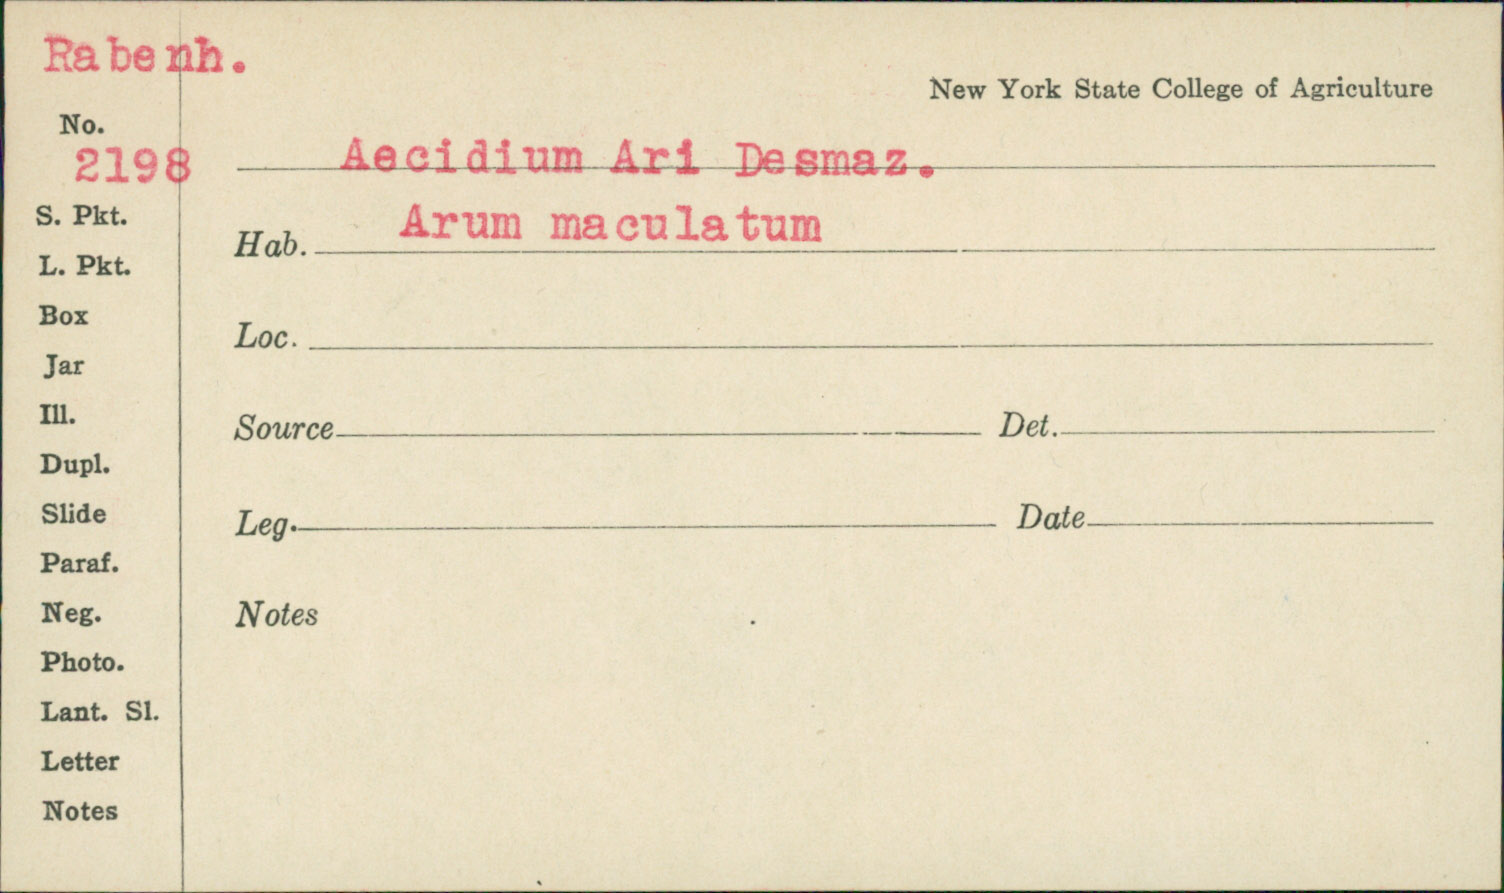 Rabenh.
New York State College of Agriculture
No.
2198
Aecidium Ari Desmaz.
Hab. Arum maculatum
Loc.
Source Det.
Leg. Date
Notes
S. Pkt.
L. Pkt.
Box
Jar
Ill.
Dupl.
Slide
Paraf.
Neg.
Photo.
Lant. Sl.
Letter
Notes